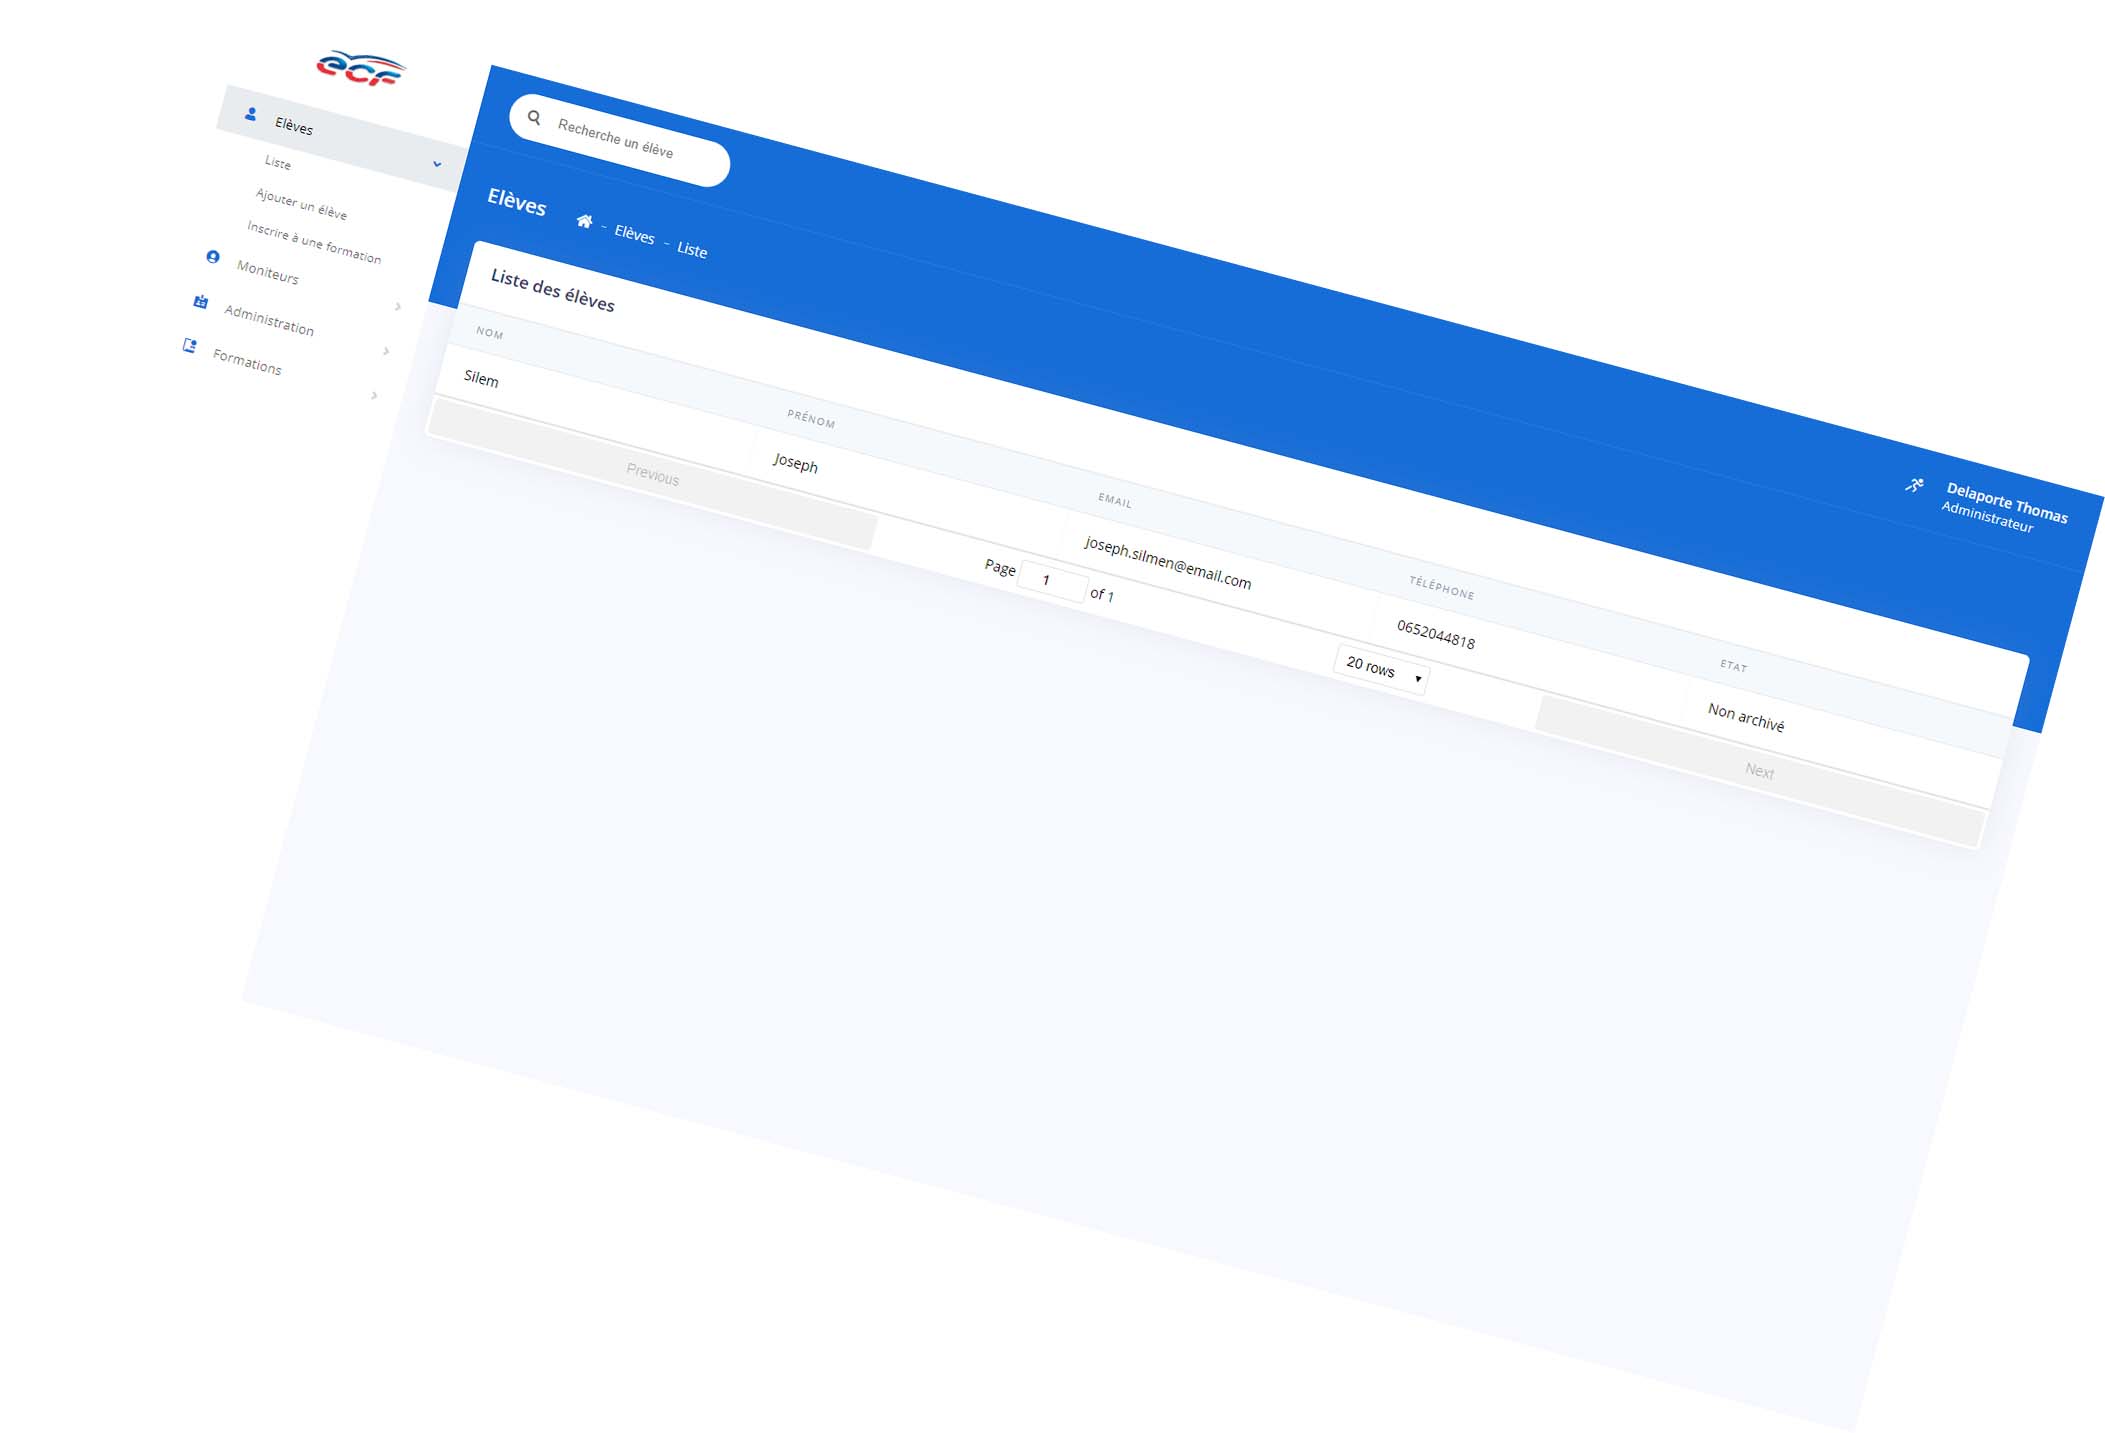 ecf
Elèves
Liste
Ajouter un élève
Inscrire à une formation
Moniteurs
Administration
Formations
Recherche un élève
Delaporte Thomas
Administrateur
Elèves
- Elèves - Liste
Liste des élèves
NOM PRÉNOM EMAIL TÉLÉPHONE ETAT
Silem Joseph joseph.silmen@email.com 0652044818 Non archivé
Previous Page 1 of 1 20 rows Next